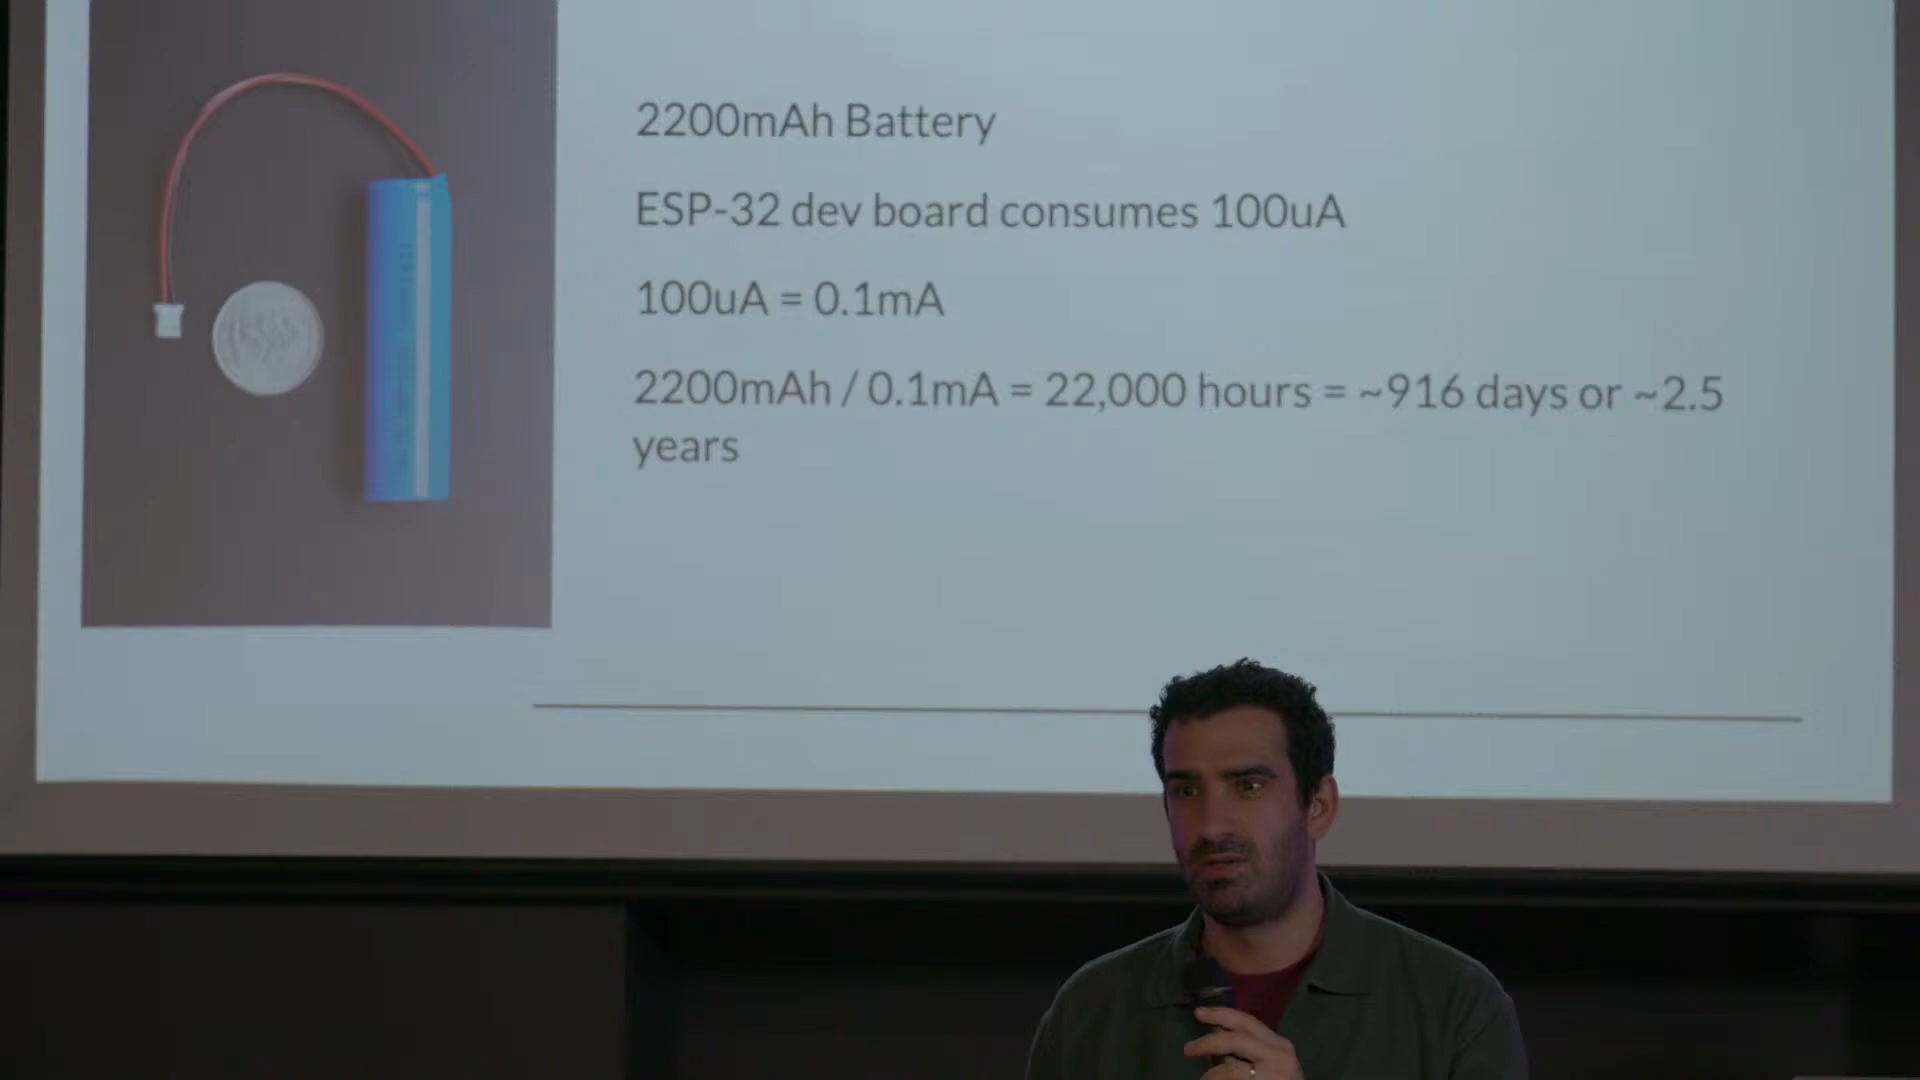 2200mAh Battery
ESP-32 dev board consumes 100uA
100uA = 0.1mA
2200mAh / 0.1mA = 22,000 hours = ~916 days or ~2.5
years